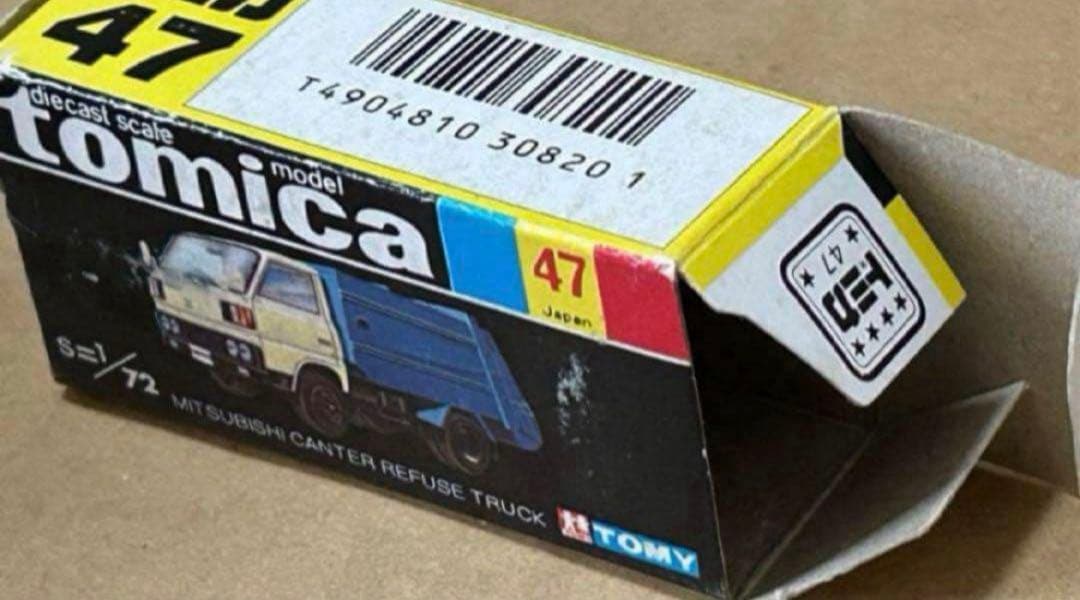 47
T4904810 30820 1
diecast scale
tomica
model
47
Japan
S=1/72
MITSUBISHI CANTER REFUSE TRUCK
TOMY
47